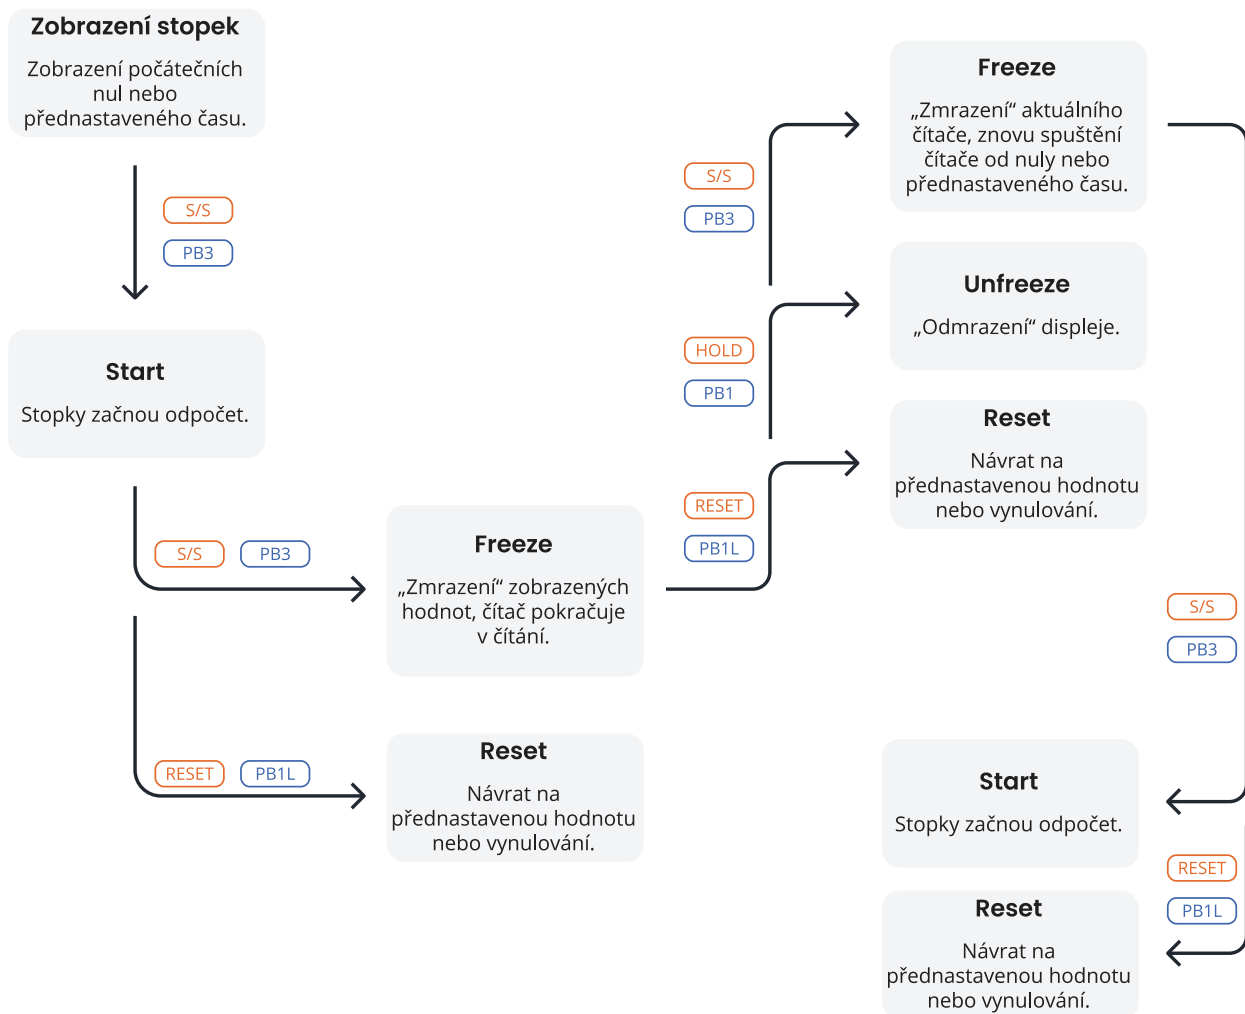 Zobrazení stopek
Zobrazení počátečních
nul nebo
přednastaveného času.
S/S
PB3
Start
Stopky začnou odpočet.
S/S
PB3
Freeze
„Zmrazení“ zobrazených
hodnot, čítač pokračuje
v čítání.
RESET
PB1L
Reset
Návrat na
přednastavenou hodnotu
nebo vynulování.
S/S
PB3
Freeze
„Zmrazení“ aktuálního
čítače, znovu spuštění
čítače od nuly nebo
přednastaveného času.
HOLD
PB1
Unfreeze
„Odmrazení“ displeje.
RESET
PB1L
Reset
Návrat na
přednastavenou hodnotu
nebo vynulování.
S/S
PB3
Start
Stopky začnou odpočet.
RESET
PB1L
Reset
Návrat na
přednastavenou hodnotu
nebo vynulování.